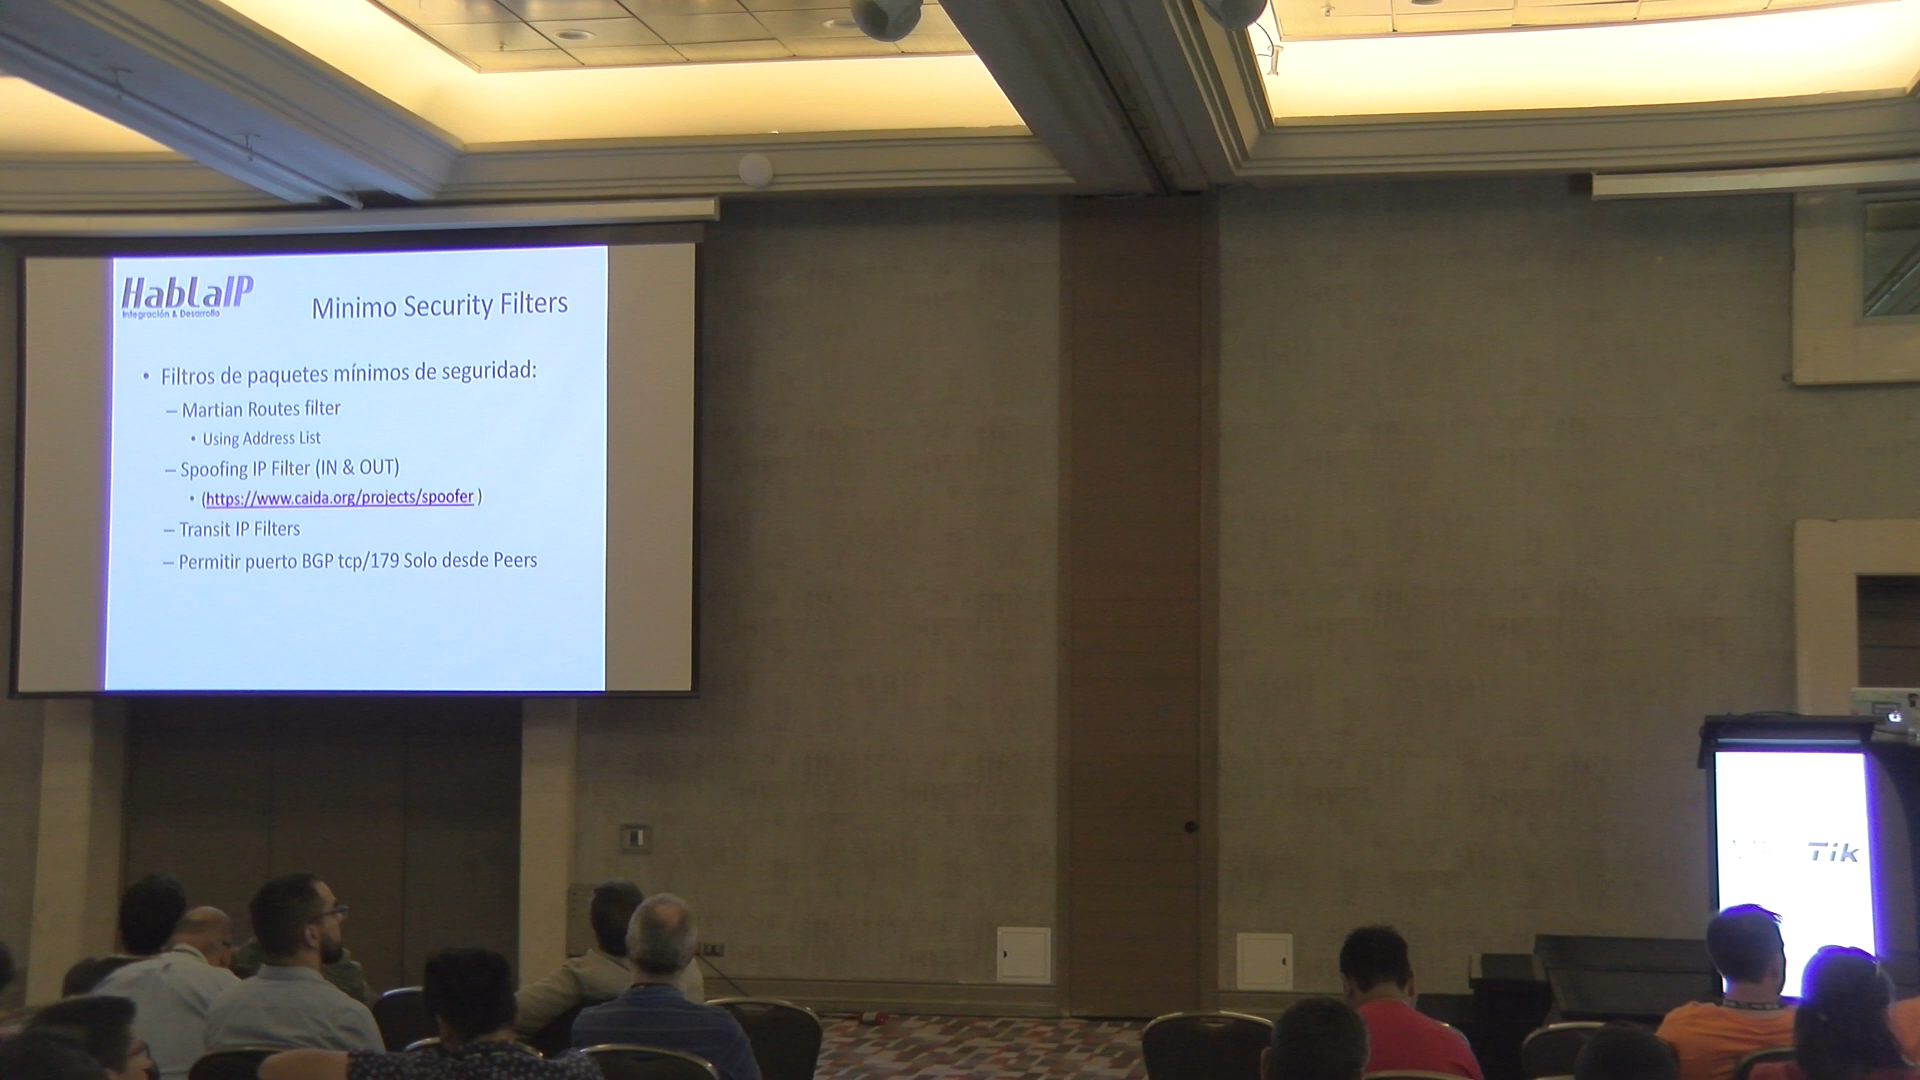 HabLaIP
Integración & Desarrollo
Minimo Security Filters
• Filtros de paquetes mínimos de seguridad:
– Martian Routes filter
• Using Address List
– Spoofing IP Filter (IN & OUT)
• (https://www.caida.org/projects/spoofer )
– Transit IP Filters
– Permitir puerto BGP tcp/179 Solo desde Peers
Tik